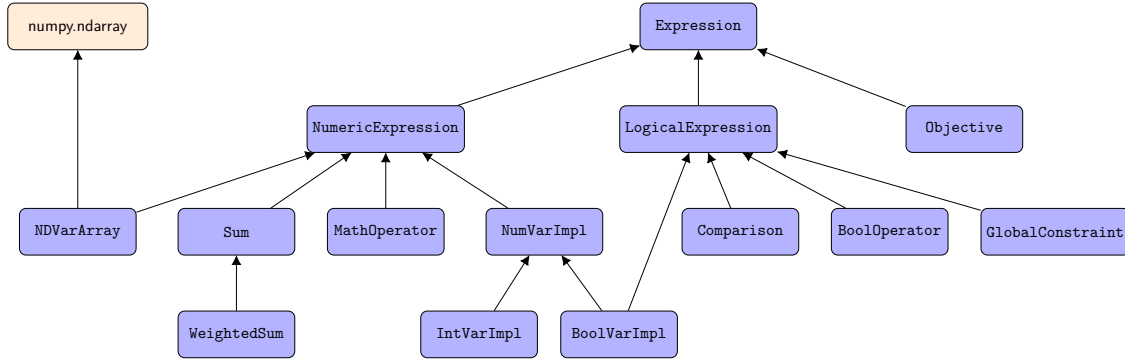 numpy.ndarray
Expression
NumericExpression
LogicalExpression
Objective
NDVarArray
Sum
MathOperator
NumVarImpl
Comparison
BoolOperator
GlobalConstraint
WeightedSum
IntVarImpl
BoolVarImpl